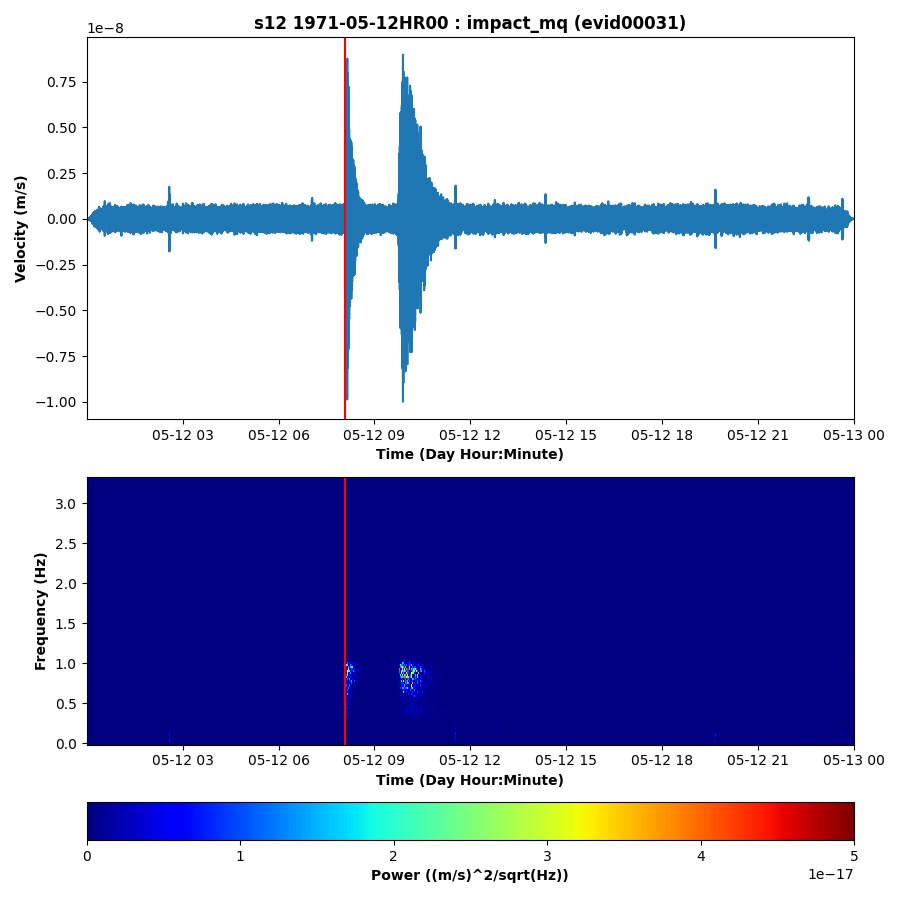 s12 1971-05-12HR00 : impact_mq (evid00031)
1e−8
0.75
0.50
0.25
0.00
−0.25
−0.50
−0.75
−1.00
Velocity (m/s)
05-12 03 05-12 06 05-12 09 05-12 12 05-12 15 05-12 18 05-12 21 05-13 00
Time (Day Hour:Minute)
3.0
2.5
2.0
1.5
1.0
0.5
0.0
Frequency (Hz)
05-12 03 05-12 06 05-12 09 05-12 12 05-12 15 05-12 18 05-12 21 05-13 00
Time (Day Hour:Minute)
0 1 2 3 4 5
1e−17
Power ((m/s)^2/sqrt(Hz))